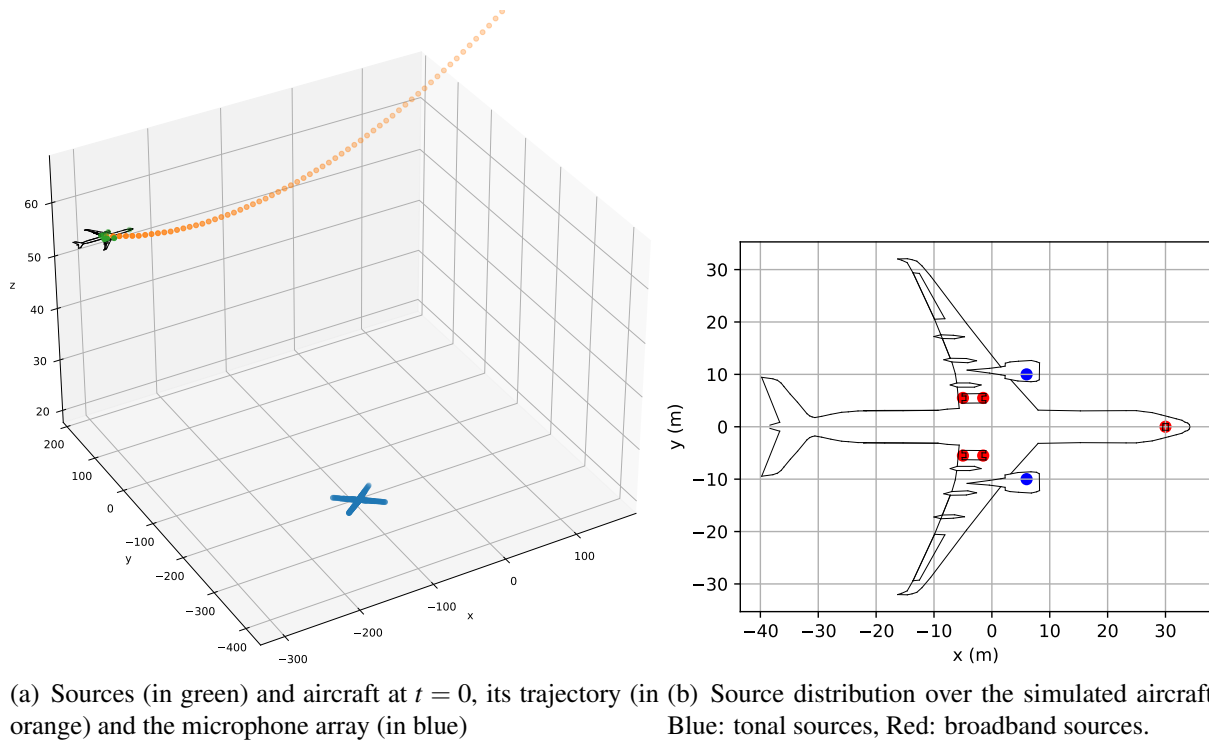 60
50
40
30
20
z
200
100
0
−100
−200
−300
−400
y
−300
−200
−100
0
100
x
30
20
10
0
−10
−20
−30
y (m)
−40 −30 −20 −10 0 10 20 30
x (m)
(a) Sources (in green) and aircraft at t = 0, its trajectory (in
orange) and the microphone array (in blue)
(b) Source distribution over the simulated aircraft
Blue: tonal sources, Red: broadband sources.